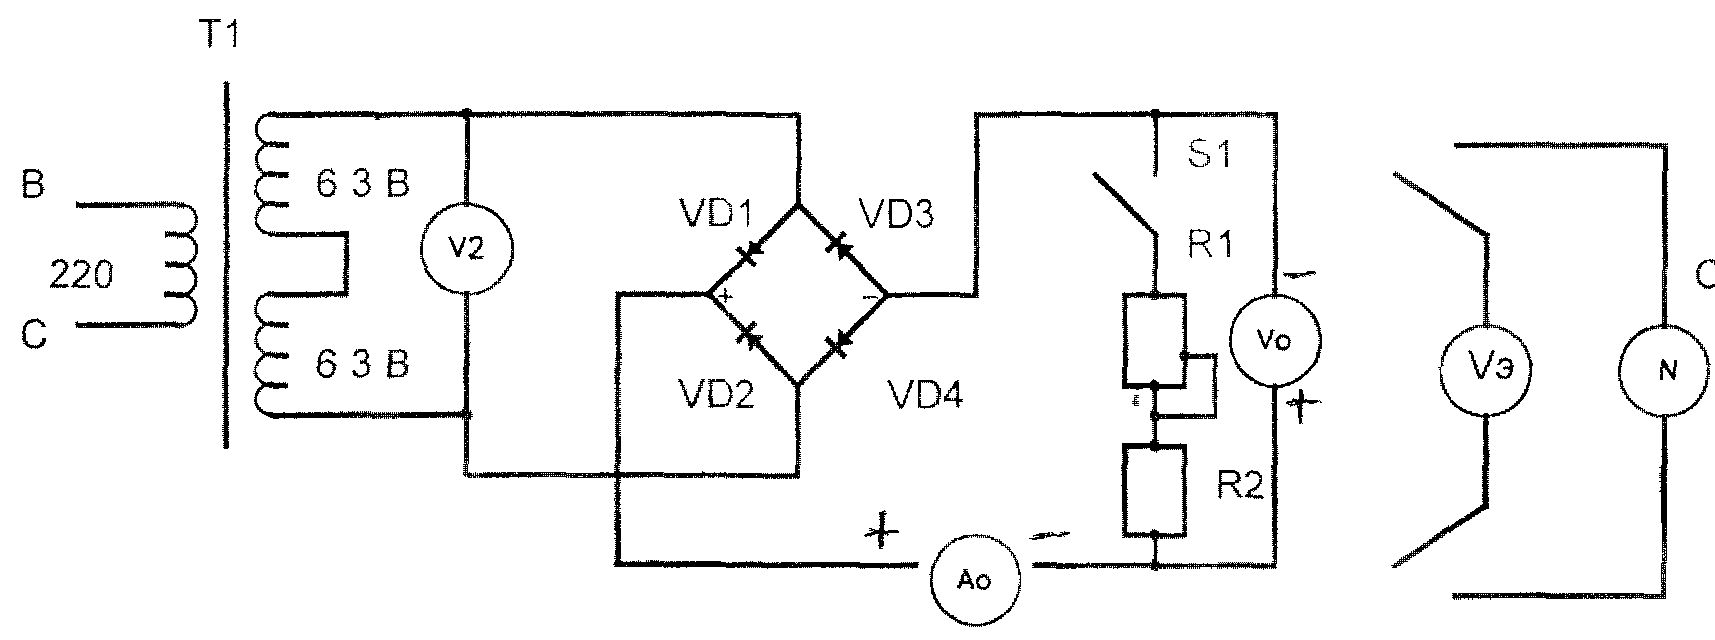 T1
В
220
С
6 3 В
6 3 В
V2
VD1
VD3
+
−
VD2
VD4
S1
R1
−
Vo
+
R2
+
−
Ao
Vэ
N